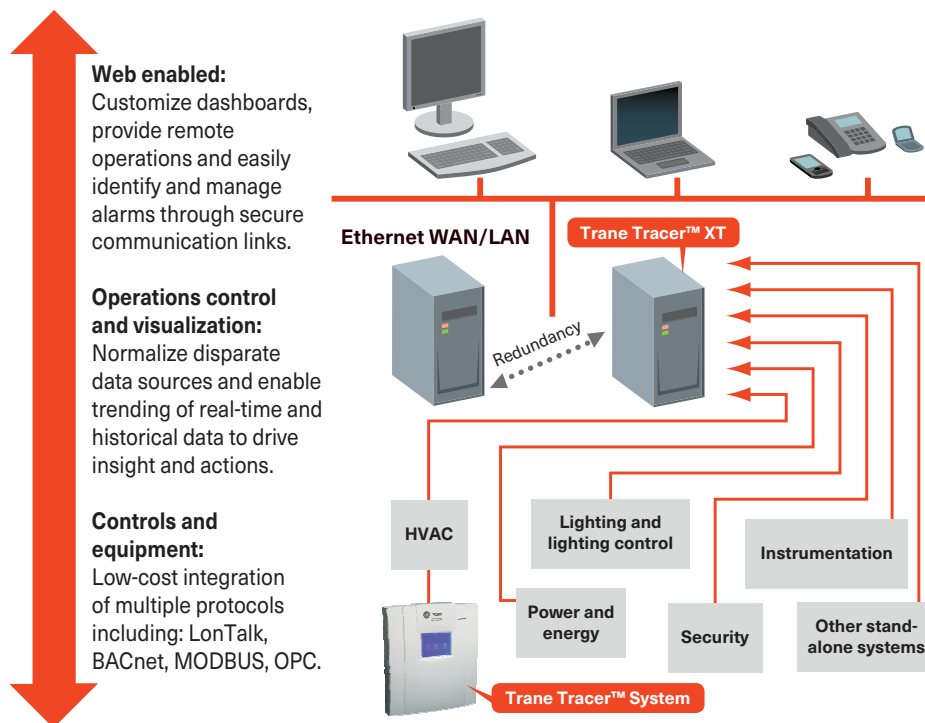 Web enabled:
Customize dashboards,
provide remote
operations and easily
identify and manage
alarms through secure
communication links.
Operations control
and visualization:
Normalize disparate
data sources and enable
trending of real-time and
historical data to drive
insight and actions.
Controls and
equipment:
Low-cost integration
of multiple protocols
including: LonTalk,
BACnet, MODBUS, OPC.
Ethernet WAN/LAN
Trane Tracer™ XT
Redundancy
HVAC
Lighting and
lighting control
Instrumentation
Power and
energy
Security
Other stand-
alone systems
Trane Tracer™ System